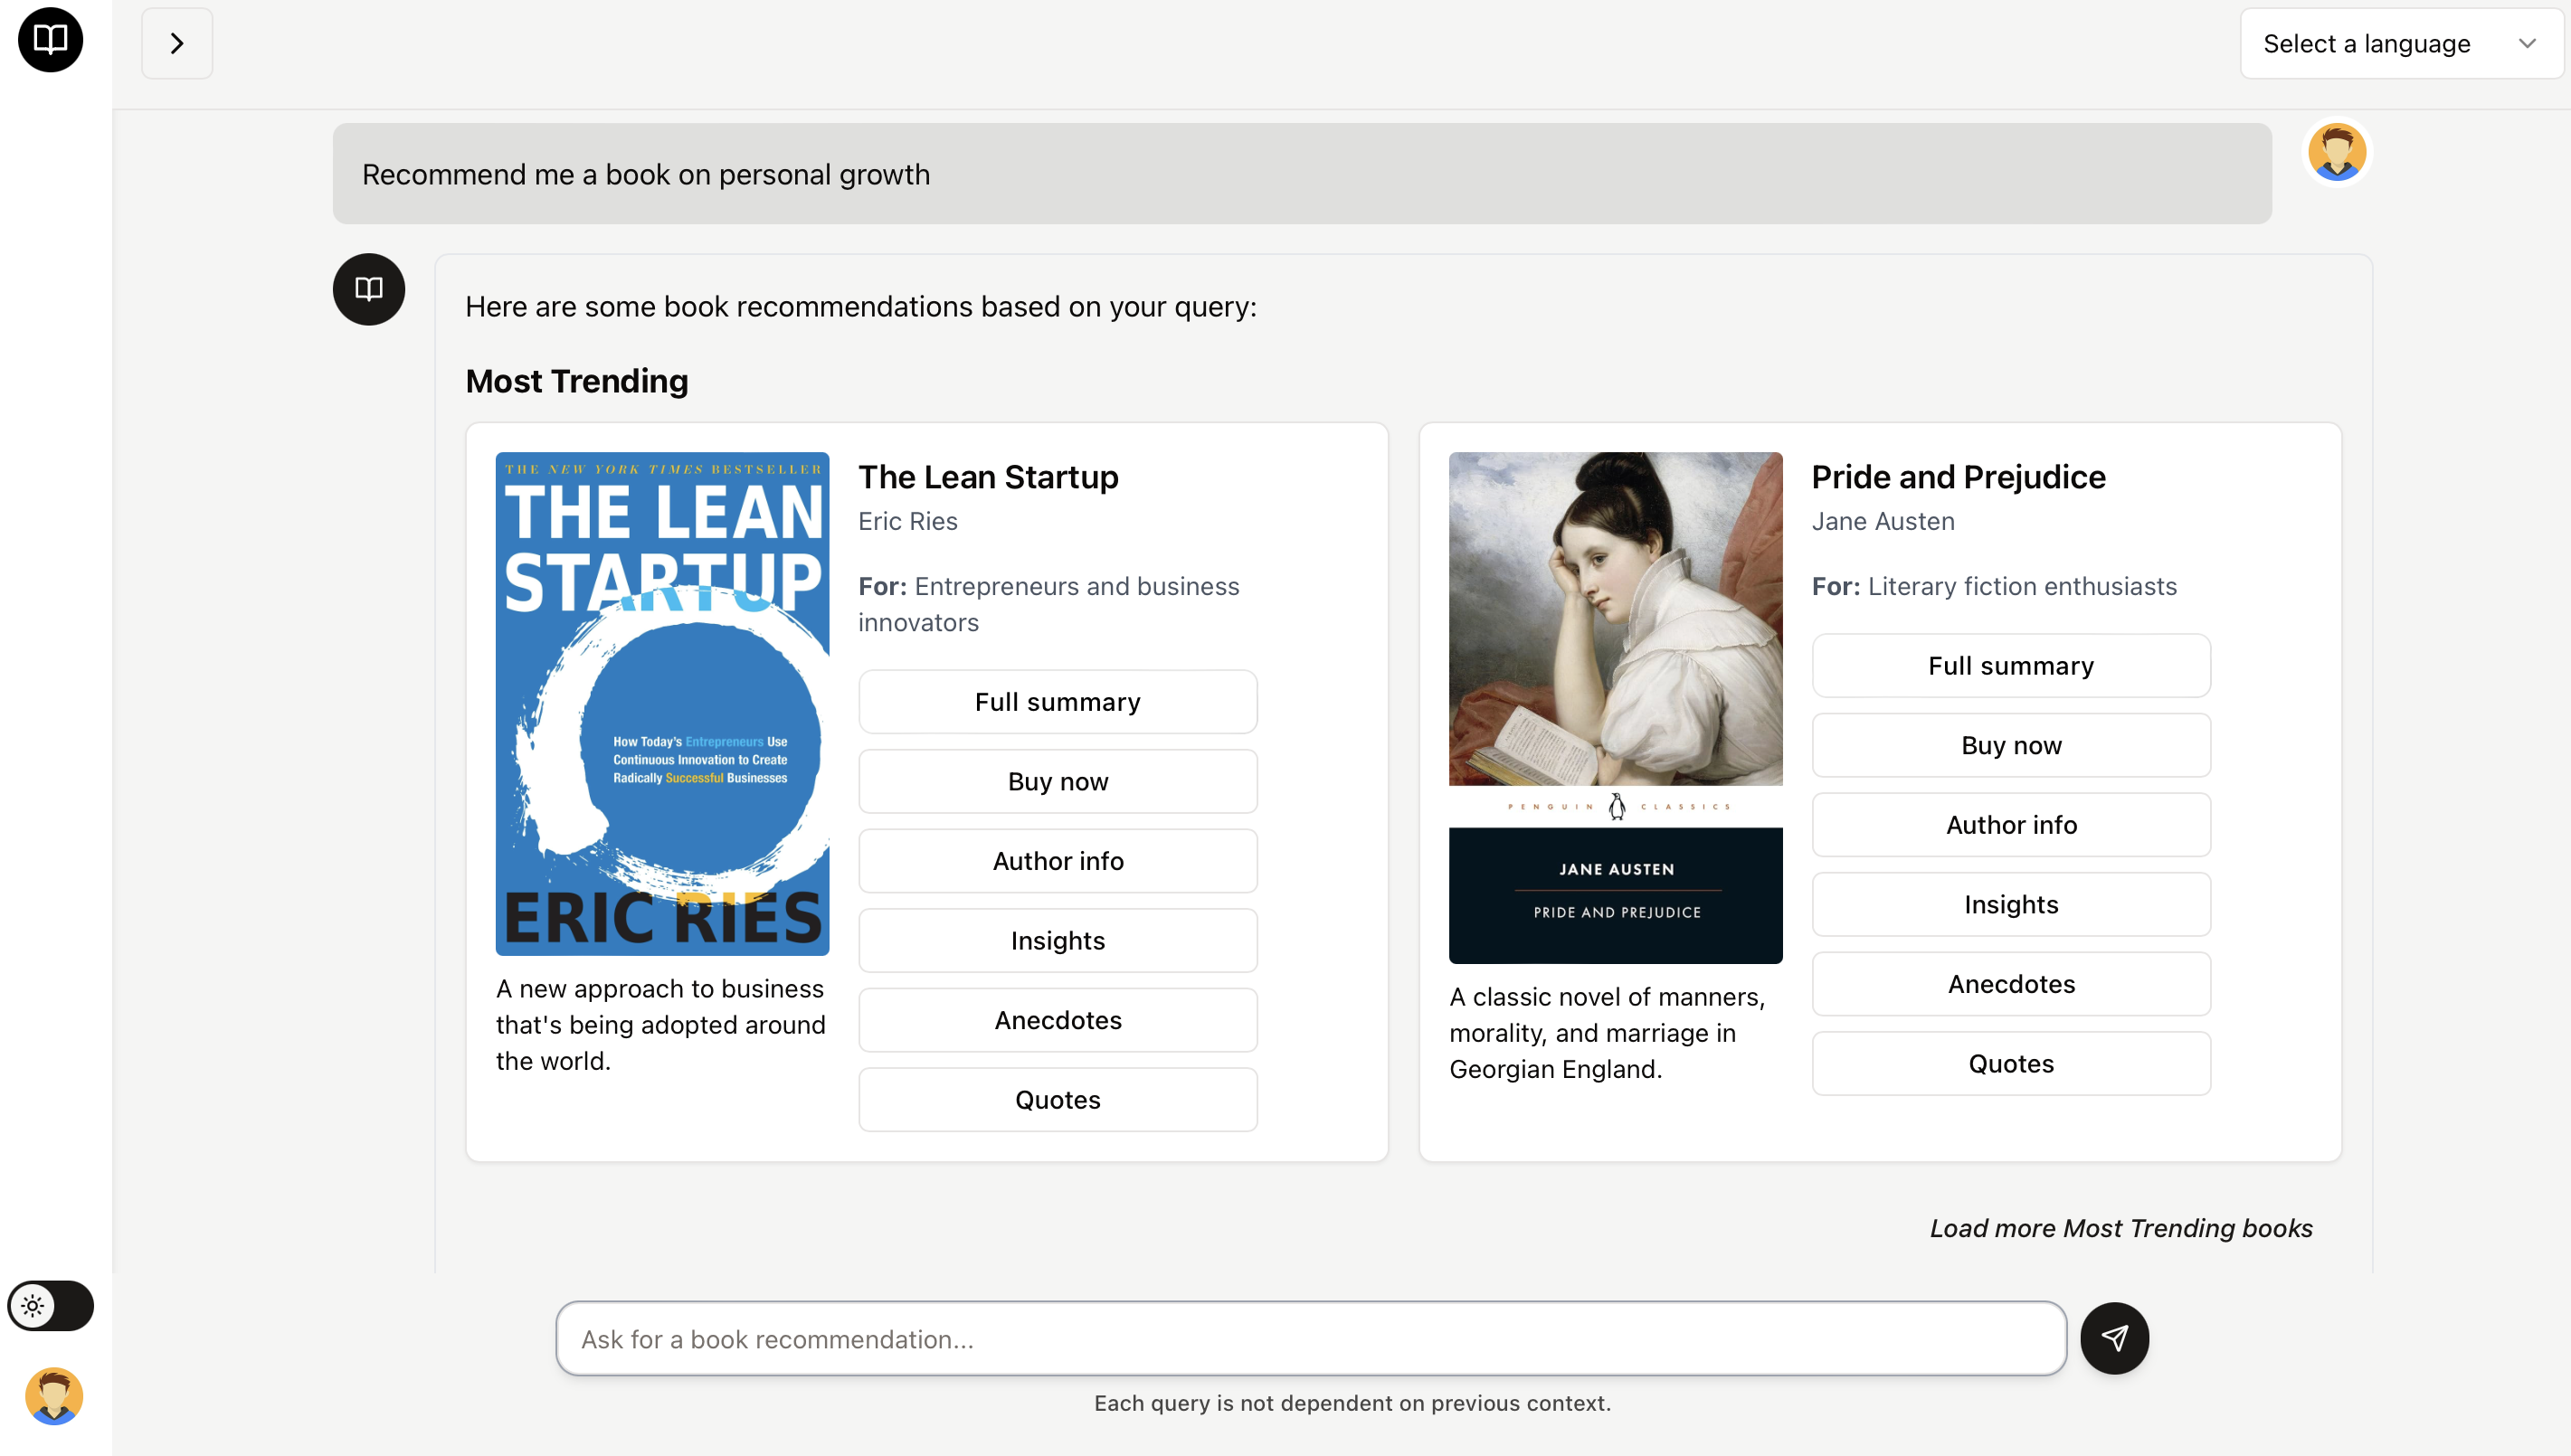 Select a language
Recommend me a book on personal growth
Here are some book recommendations based on your query:
Most Trending
THE NEW YORK TIMES BESTSELLER
THE LEAN
STARTUP
How Today's Entrepreneurs Use
Continuous Innovation to Create
Radically Successful Businesses
ERIC RIES
A new approach to business
that's being adopted around
the world.
The Lean Startup
Eric Ries
For: Entrepreneurs and business
innovators
Full summary
Buy now
Author info
Insights
Anecdotes
Quotes
PENGUIN CLASSICS
JANE AUSTEN
PRIDE AND PREJUDICE
A classic novel of manners,
morality, and marriage in
Georgian England.
Pride and Prejudice
Jane Austen
For: Literary fiction enthusiasts
Full summary
Buy now
Author info
Insights
Anecdotes
Quotes
Load more Most Trending books
Ask for a book recommendation...
Each query is not dependent on previous context.